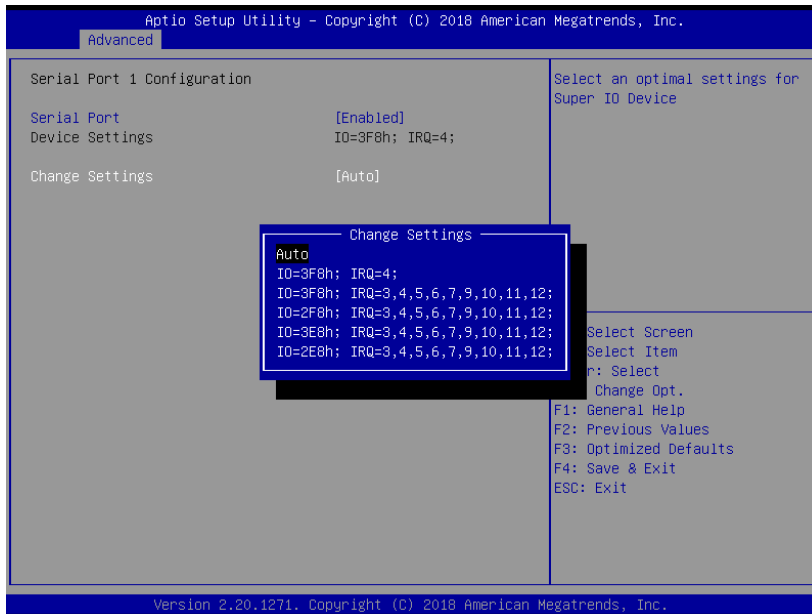 Aptio Setup Utility – Copyright (C) 2018 American Megatrends, Inc.
Advanced
Serial Port 1 Configuration
Serial Port [Enabled]
Device Settings IO=3F8h; IRQ=4;
Change Settings [Auto]
Select an optimal settings for
Super IO Device
Change Settings
Auto
IO=3F8h; IRQ=4;
IO=3F8h; IRQ=3,4,5,6,7,9,10,11,12;
IO=2F8h; IRQ=3,4,5,6,7,9,10,11,12;
IO=3E8h; IRQ=3,4,5,6,7,9,10,11,12;
IO=2E8h; IRQ=3,4,5,6,7,9,10,11,12;
Select Screen
Select Item
r: Select
Change Opt.
F1: General Help
F2: Previous Values
F3: Optimized Defaults
F4: Save & Exit
ESC: Exit
Version 2.20.1271. Copyright (C) 2018 American Megatrends, Inc.